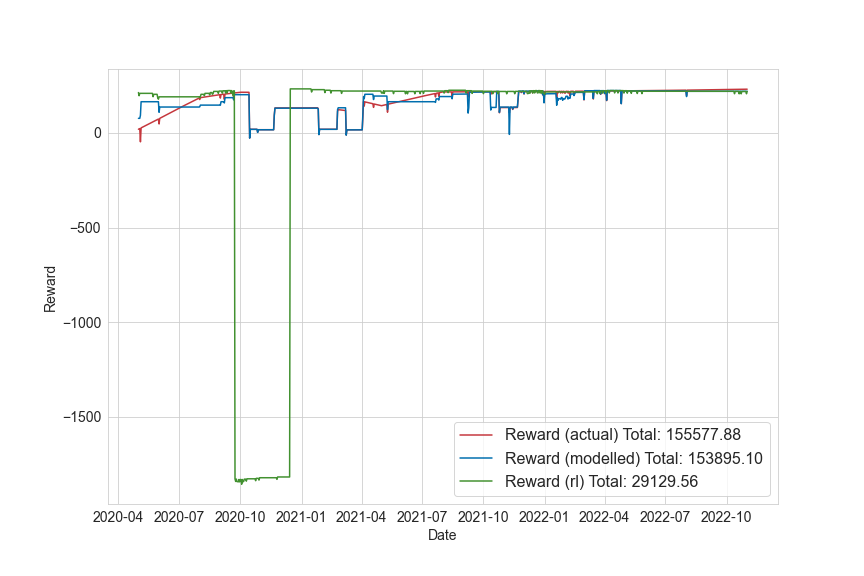 0
−500
−1000
−1500
Reward
Reward (actual) Total: 155577.88
Reward (modelled) Total: 153895.10
Reward (rl) Total: 29129.56
2020-04 2020-07 2020-10 2021-01 2021-04 2021-07 2021-10 2022-01 2022-04 2022-07 2022-10
Date